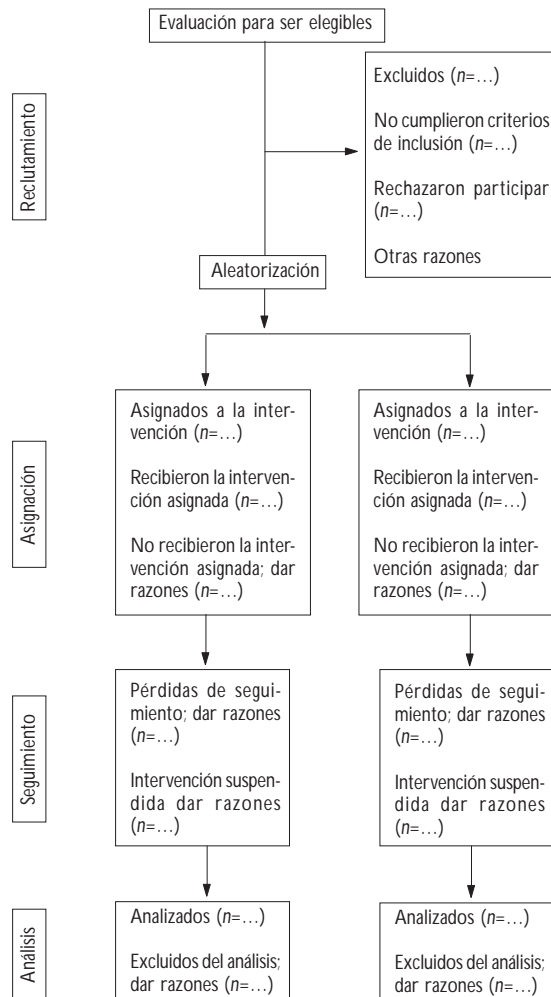 Evaluación para ser elegibles
Reclutamiento
Excluidos (n=…)
No cumplieron criterios
de inclusión (n=…)
Rechazaron participar
(n=…)
Otras razones
Aleatorización
Asignación
Asignados a la inter-
vención (n=…)
Recibieron la interven-
ción asignada (n=…)
No recibieron la inter-
vención asignada; dar
razones (n=…)
Asignados a la inter-
vención (n=…)
Recibieron la interven-
ción asignada (n=…)
No recibieron la inter-
vención asignada; dar
razones (n=…)
Seguimiento
Pérdidas de segui-
miento; dar razones
(n=…)
Intervención suspen-
dida dar razones
(n=…)
Pérdidas de segui-
miento; dar razones
(n=…)
Intervención suspen-
dida dar razones
(n=…)
Análisis
Analizados (n=…)
Excluidos del análisis;
dar razones (n=…)
Analizados (n=…)
Excluidos del análisis;
dar razones (n=…)